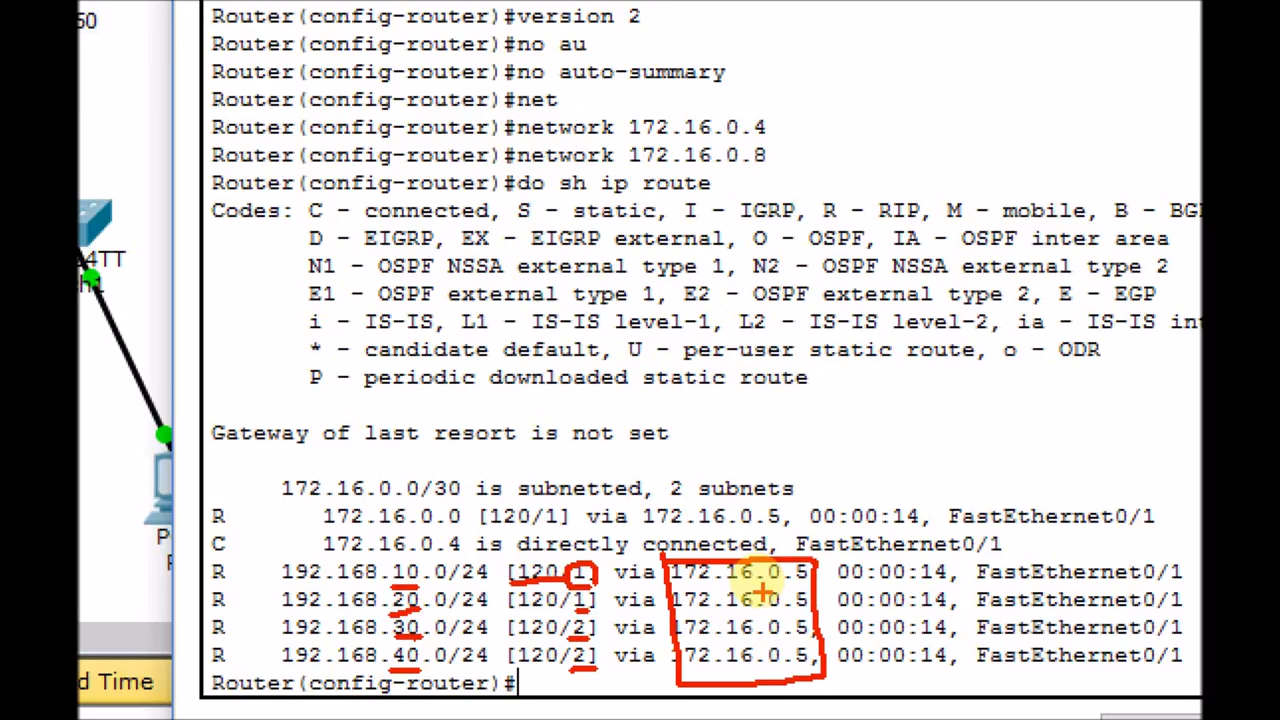 50
Router(config-router)#version 2
Router(config-router)#no au
Router(config-router)#no auto-summary
Router(config-router)#net
Router(config-router)#network 172.16.0.4
Router(config-router)#network 172.16.0.8
Router(config-router)#do sh ip route
Codes: C - connected, S - static, I - IGRP, R - RIP, M - mobile, B - BG
D - EIGRP, EX - EIGRP external, O - OSPF, IA - OSPF inter area
4TT
N1 - OSPF NSSA external type 1, N2 - OSPF NSSA external type 2
E1 - OSPF external type 1, E2 - OSPF external type 2, E - EGP
i - IS-IS, L1 - IS-IS level-1, L2 - IS-IS level-2, ia - IS-IS int
* - candidate default, U - per-user static route, o - ODR
P - periodic downloaded static route
Gateway of last resort is not set
172.16.0.0/30 is subnetted, 2 subnets
R 172.16.0.0 [120/1] via 172.16.0.5, 00:00:14, FastEthernet0/1
C 172.16.0.4 is directly connected, FastEthernet0/1
R 192.168.10.0/24 [120/1] via 172.16.0.5, 00:00:14, FastEthernet0/1
R 192.168.20.0/24 [120/1] via 172.16.0.5, 00:00:14, FastEthernet0/1
R 192.168.30.0/24 [120/2] via 172.16.0.5, 00:00:14, FastEthernet0/1
R 192.168.40.0/24 [120/2] via 172.16.0.5, 00:00:14, FastEthernet0/1
Router(config-router)#
d Time